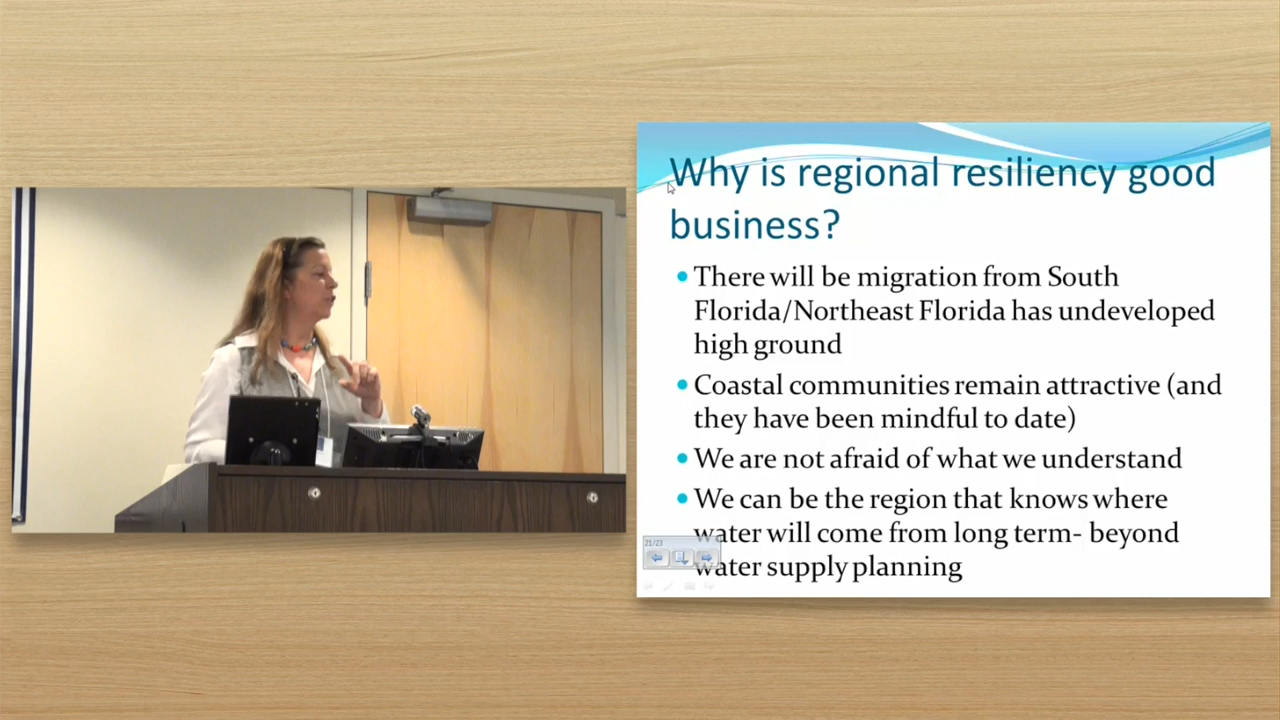 Why is regional resiliency good
business?
• There will be migration from South
Florida/Northeast Florida has undeveloped
high ground
• Coastal communities remain attractive (and
they have been mindful to date)
• We are not afraid of what we understand
• We can be the region that knows where
water will come from long term- beyond
water supply planning
21/23